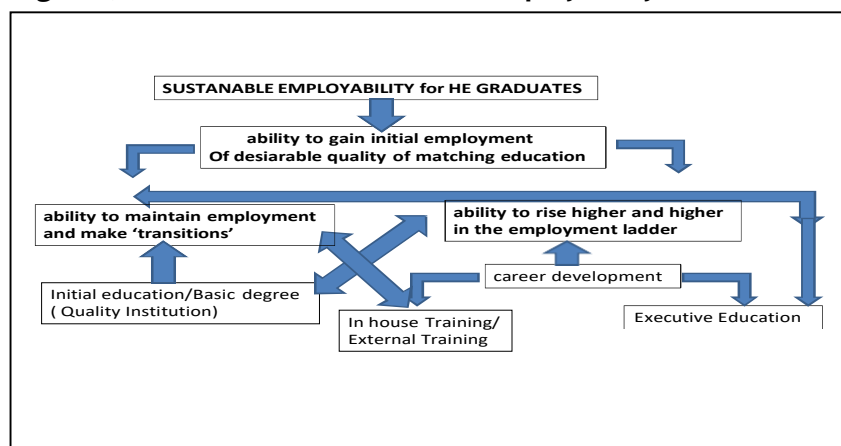 SUSTANABLE EMPLOYABILITY for HE GRADUATES
ability to gain initial employment
Of desiarable quality of matching education
ability to maintain employment
and make ‘transitions’
ability to rise higher and higher
in the employment ladder
career development
Initial education/Basic degree
( Quality Institution)
In house Training/
External Training
Executive Education